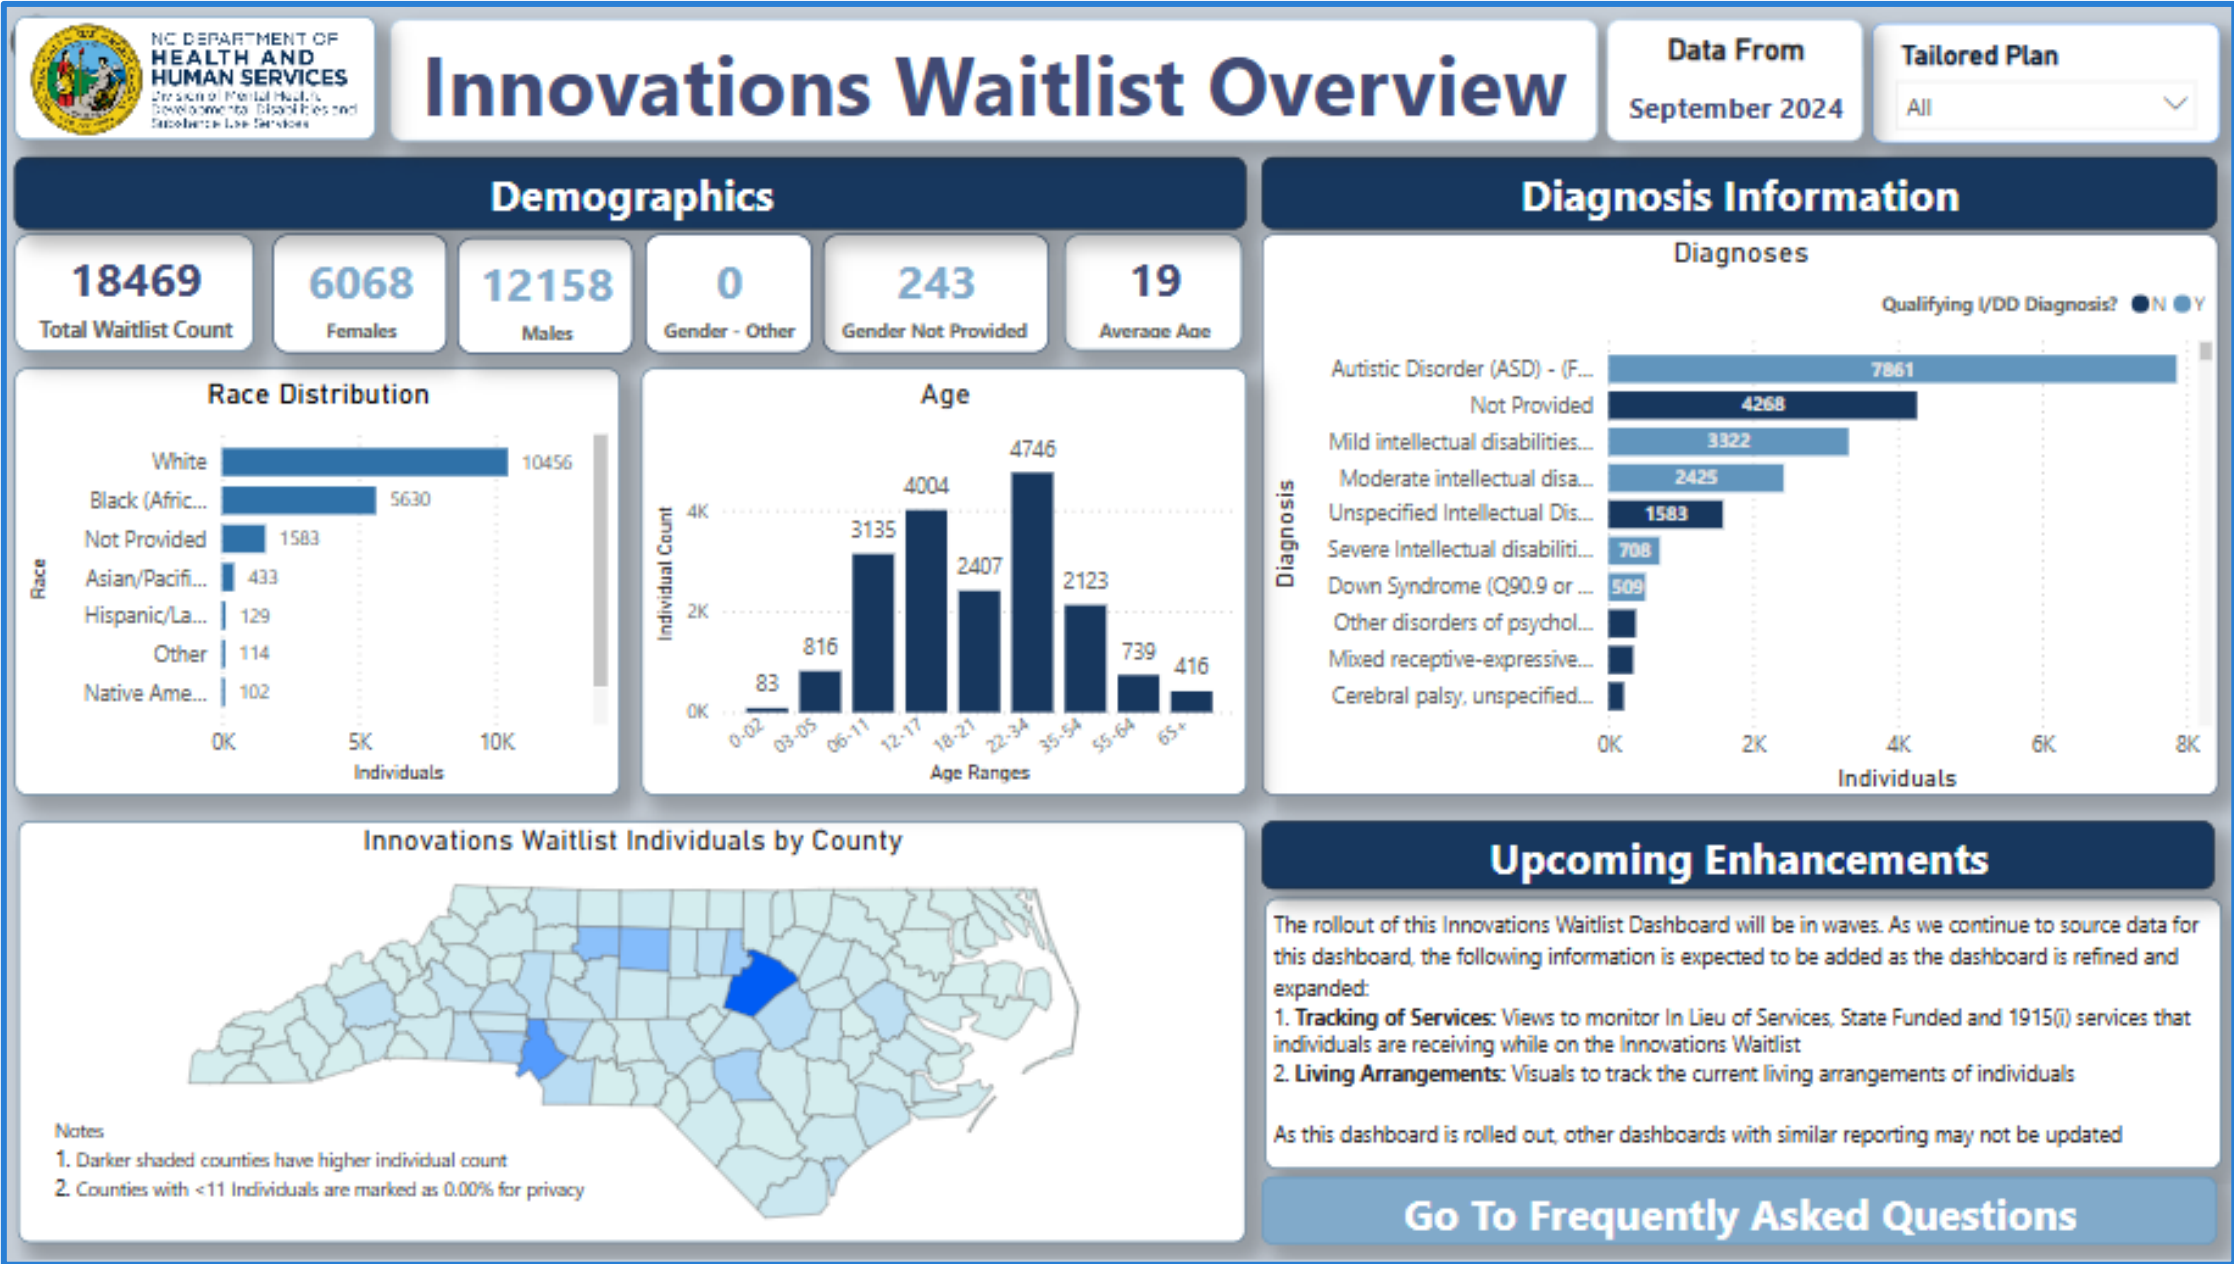 NC DEPARTMENT OF
HEALTH AND
HUMAN SERVICES
Division of Mental Health,
Developmental Disabilities and
Substance Use Services
Innovations Waitlist Overview
Data From
September 2024
Tailored Plan
All
Demographics
18469
Total Waitlist Count
6068
Females
12158
Males
0
Gender - Other
243
Gender Not Provided
19
Average Age
Race Distribution
Race
White 10456
Black (Afric... 5630
Not Provided 1583
Asian/Pacifi... 433
Hispanic/La... 129
Other 114
Native Ame... 102
0K 5K 10K
Individuals
Age
Individual Count
4K
2K
0K
83 816 3135 4004 2407 4746 2123 739 416
0-02 03-05 06-11 12-17 18-21 22-34 35-54 55-64 65+
Age Ranges
Diagnosis Information
Diagnoses
Qualifying I/DD Diagnosis? N Y
Diagnosis
Autistic Disorder (ASD) - (F... 7861
Not Provided 4268
Mild intellectual disabilities... 3322
Moderate intellectual disa... 2425
Unspecified Intellectual Dis... 1583
Severe Intellectual disabiliti... 708
Down Syndrome (Q90.9 or ... 509
Other disorders of psychol...
Mixed receptive-expressive...
Cerebral palsy, unspecified...
0K 2K 4K 6K 8K
Individuals
Innovations Waitlist Individuals by County
Notes
1. Darker shaded counties have higher individual count
2. Counties with <11 Individuals are marked as 0.00% for privacy
Upcoming Enhancements
The rollout of this Innovations Waitlist Dashboard will be in waves. As we continue to source data for
this dashboard, the following information is expected to be added as the dashboard is refined and
expanded:
1. Tracking of Services: Views to monitor In Lieu of Services, State Funded and 1915(i) services that
individuals are receiving while on the Innovations Waitlist
2. Living Arrangements: Visuals to track the current living arrangements of individuals
As this dashboard is rolled out, other dashboards with similar reporting may not be updated
Go To Frequently Asked Questions